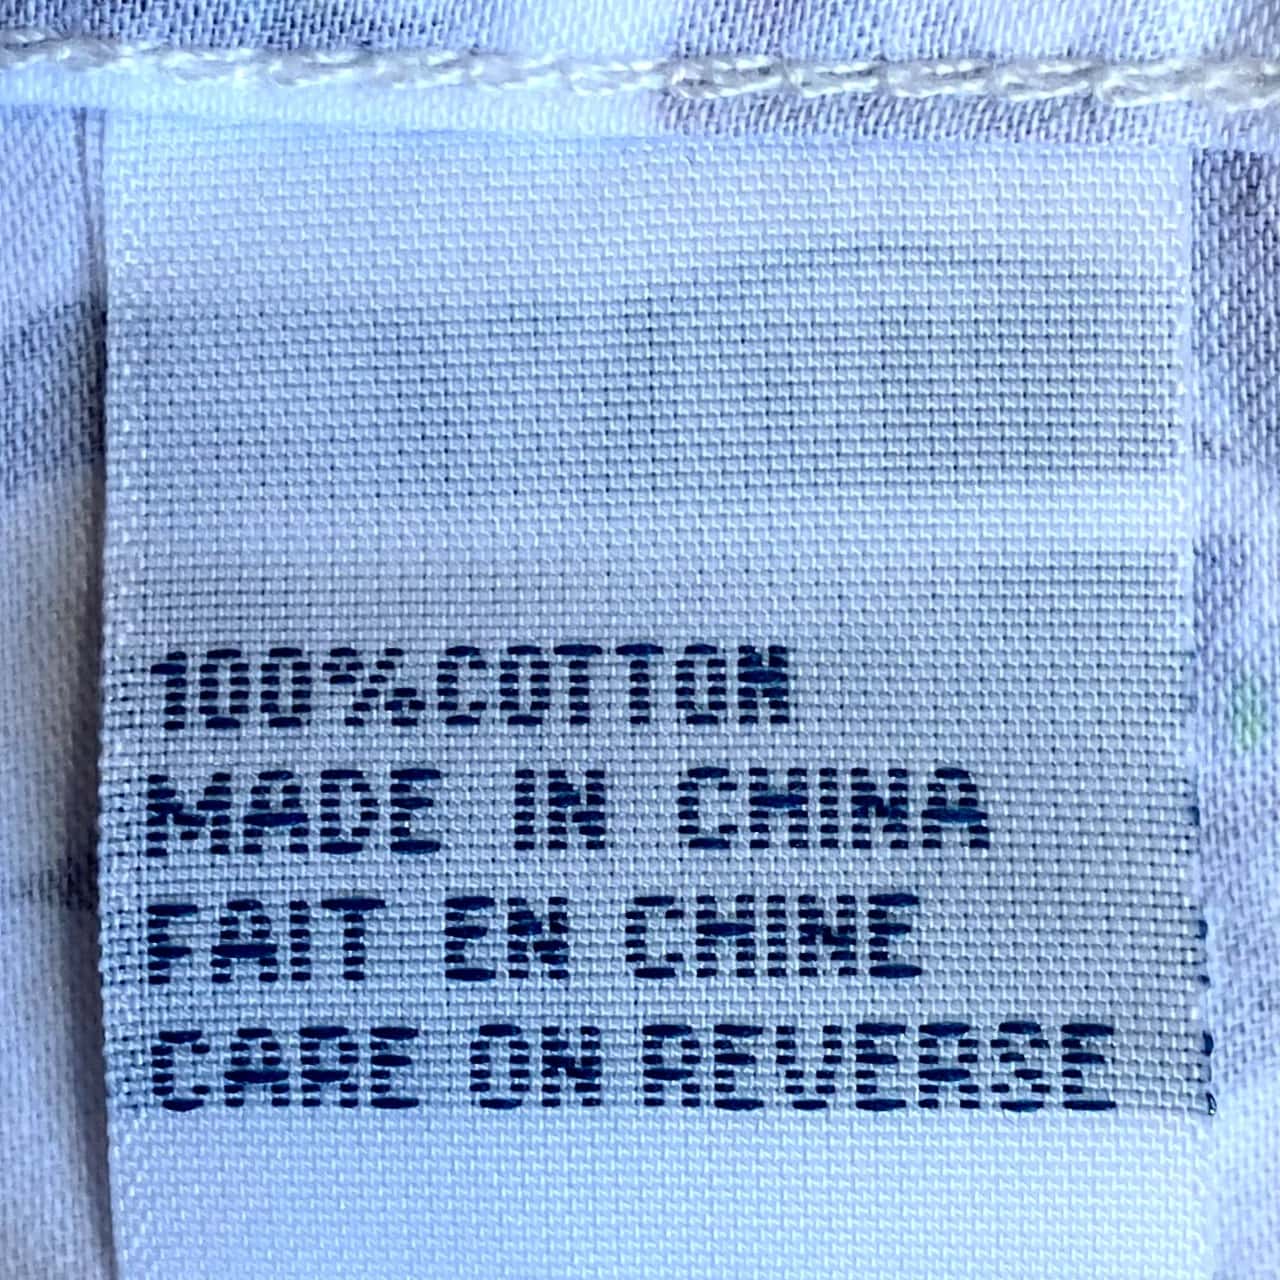 100%COTTON
MADE IN CHINA
FAIT EN CHINE
CARE ON REVERSE